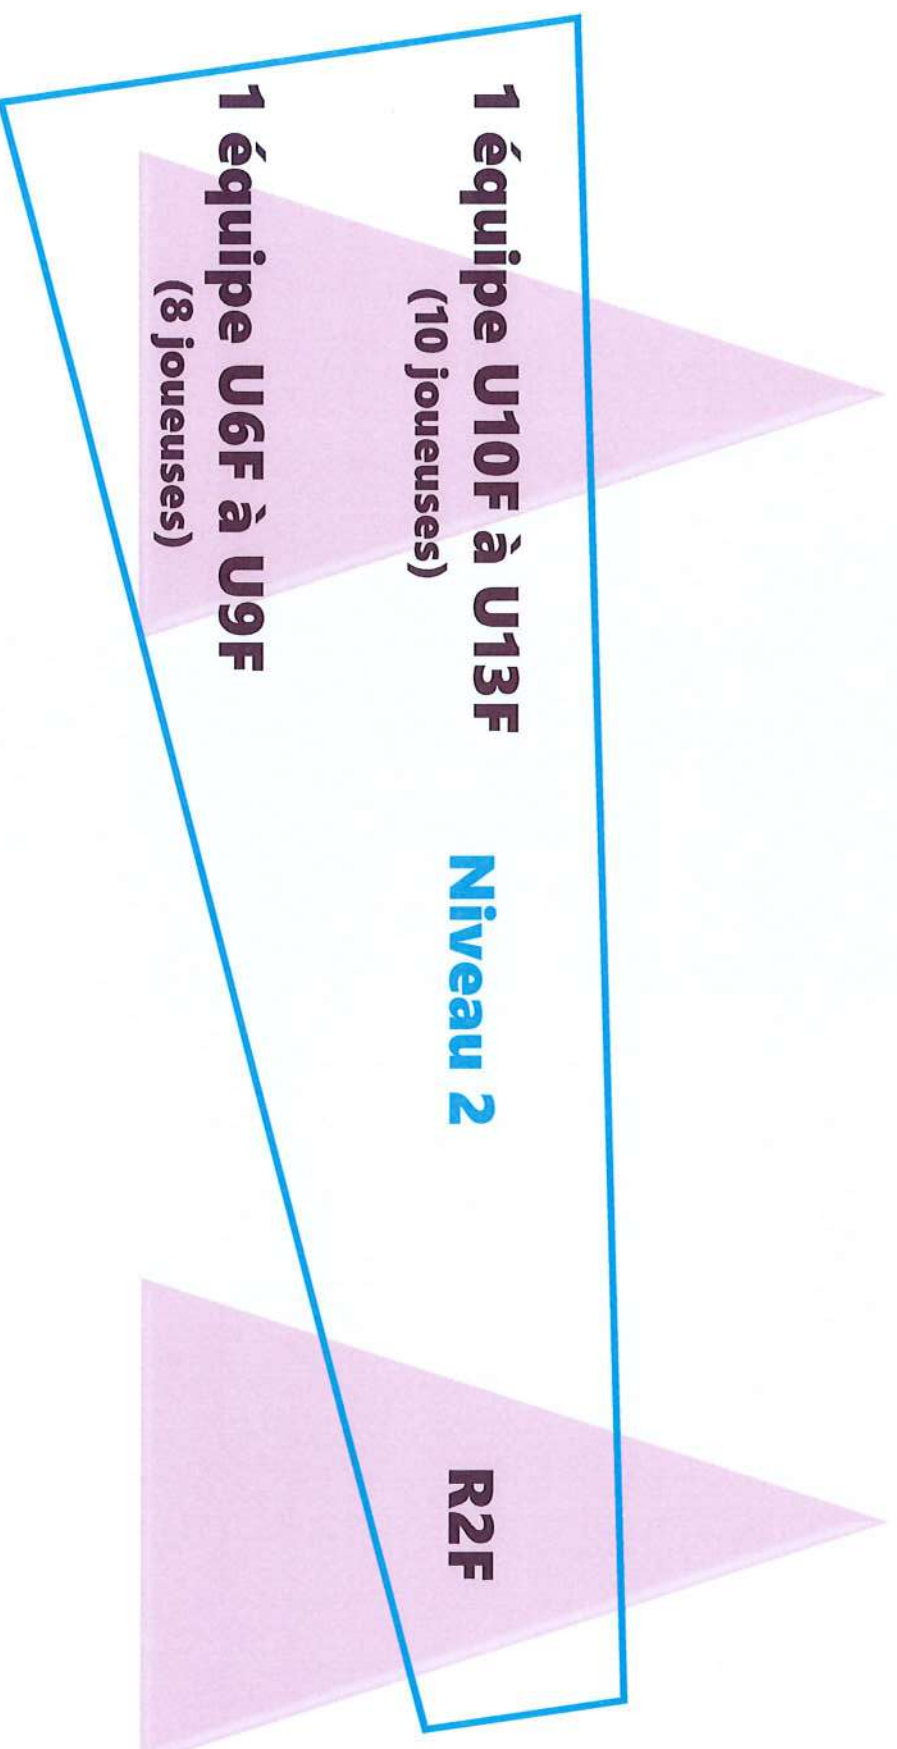 1 équipe U10F à U13F
(10 joueuses)
1 équipe U6F à U9F
(8 joueuses)
Niveau 2
R2F